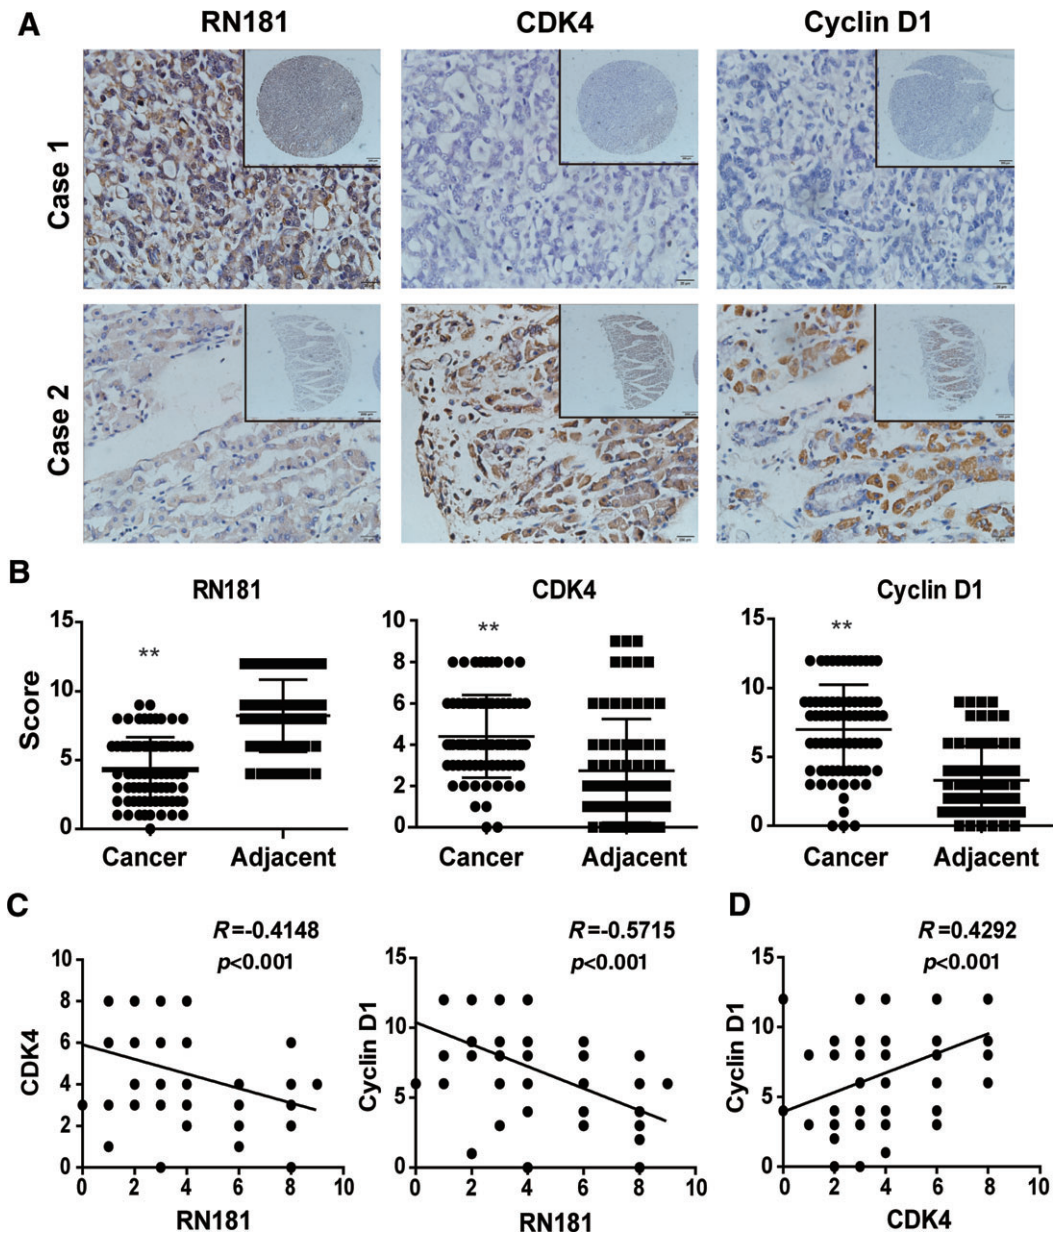 A
RN181 CDK4 Cyclin D1
Case 1
Case 2
B
RN181 CDK4 Cyclin D1
Score
15
10
5
0
**
Cancer Adjacent
10
8
6
4
2
0
**
Cancer Adjacent
15
10
5
0
**
Cancer Adjacent
C
R=-0.4148
p<0.001
CDK4
10
8
6
4
2
0
0 2 4 6 8 10
RN181
R=-0.5715
p<0.001
Cyclin D1
15
10
5
0
0 2 4 6 8 10
RN181
D
R=0.4292
p<0.001
Cyclin D1
15
10
5
0
0 2 4 6 8 10
CDK4